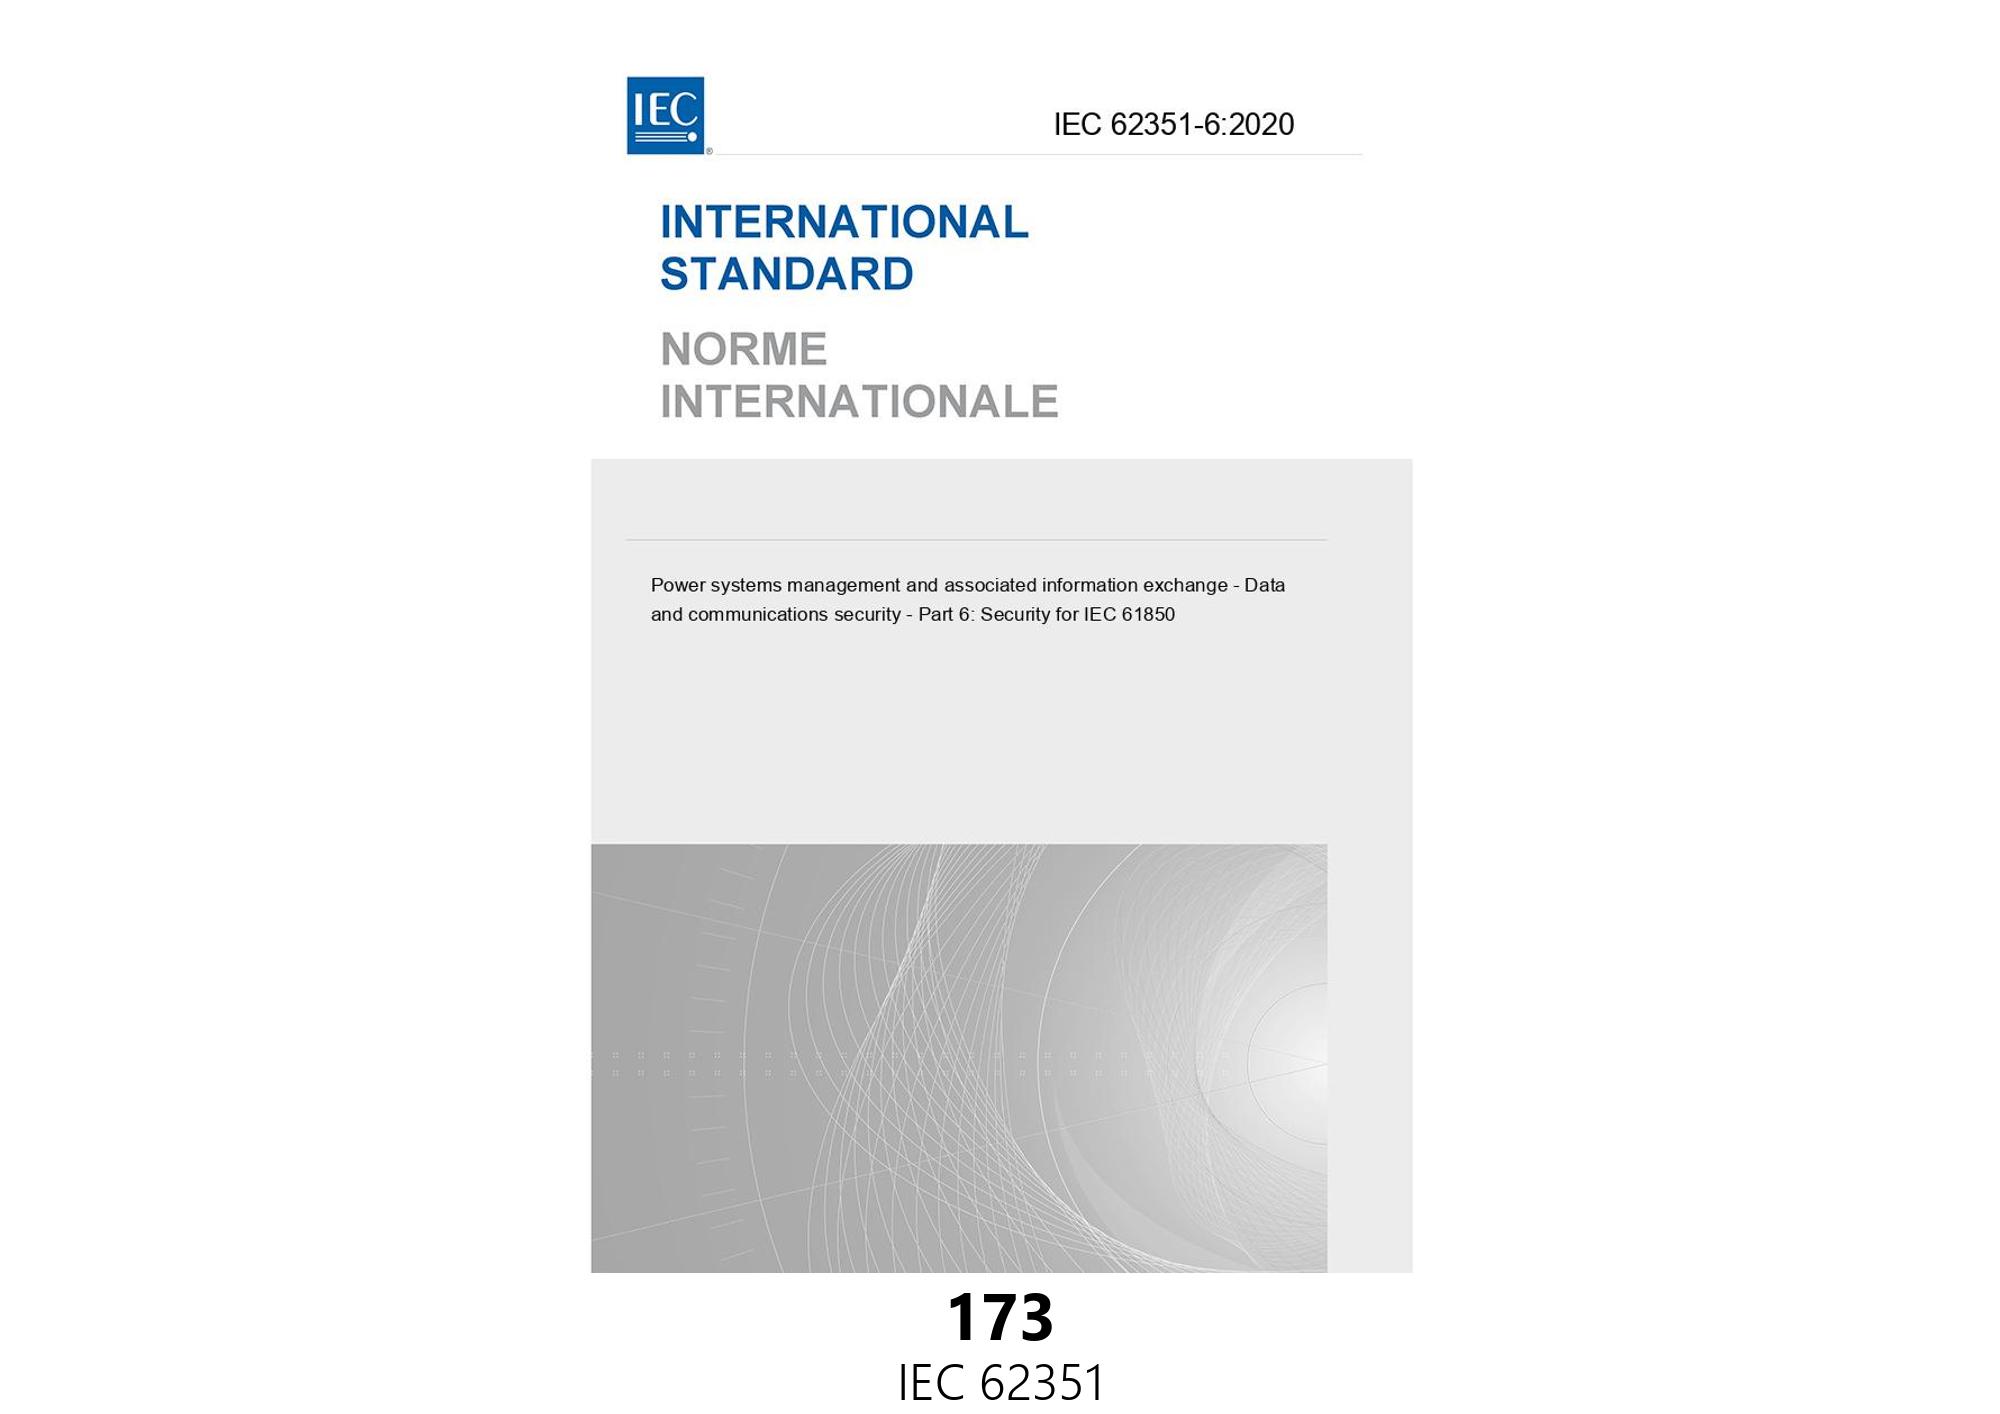 IEC
®
IEC 62351-6:2020
INTERNATIONAL
STANDARD
NORME
INTERNATIONALE
Power systems management and associated information exchange - Data
and communications security - Part 6: Security for IEC 61850
173
IEC 62351